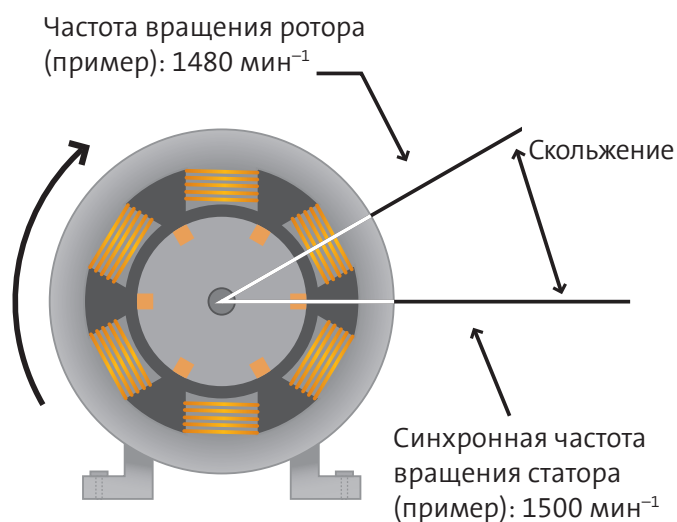 Частота вращения ротора
(пример): 1480 мин⁻¹
Скольжение
Синхронная частота
вращения статора
(пример): 1500 мин⁻¹